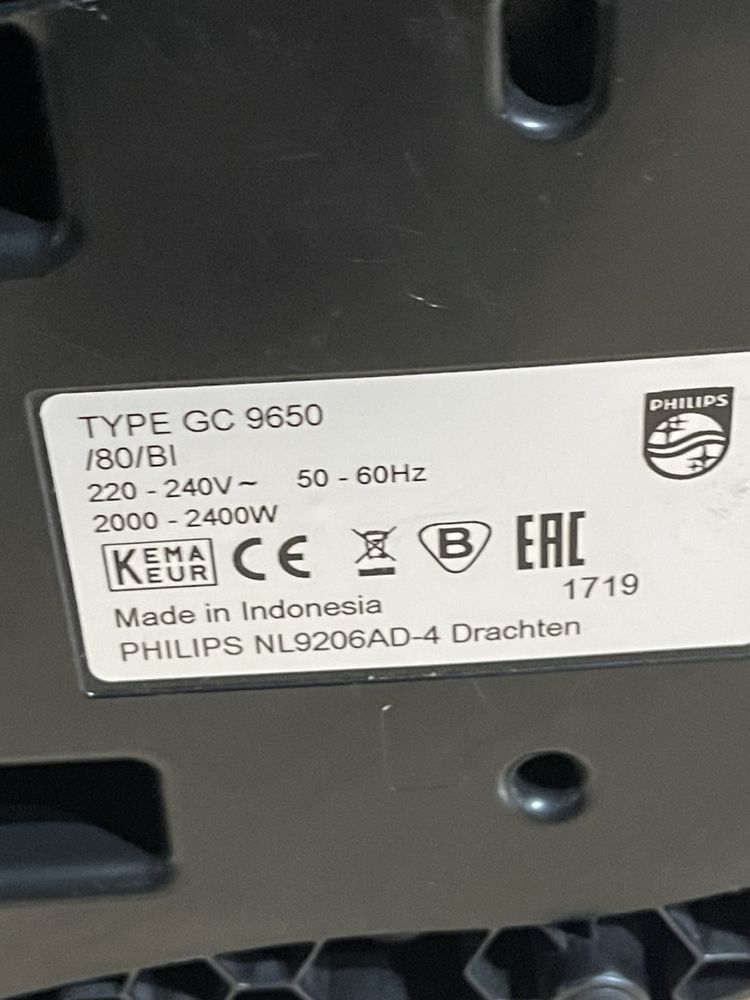 TYPE GC 9650
/80/BI
220 - 240V ~ 50 - 60Hz
2000 - 2400W
PHILIPS
KEMA
EUR
CE
B
EAC
1719
Made in Indonesia
PHILIPS NL9206AD-4 Drachten